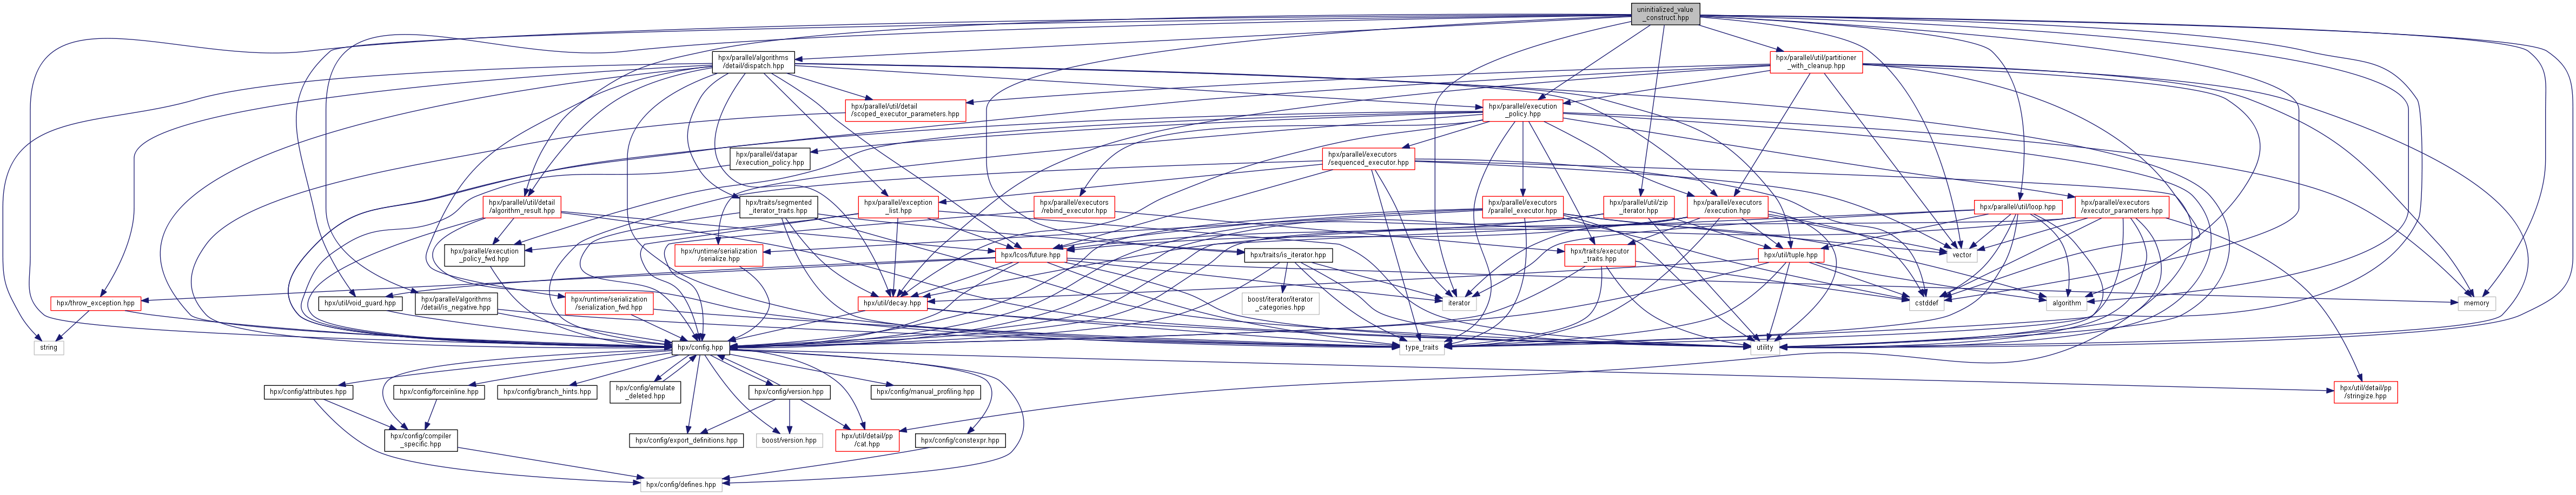 uninitialized_value
_construct.hpp
hpx/parallel/algorithms
/detail/dispatch.hpp
hpx/parallel/util/partitioner
_with_cleanup.hpp
hpx/parallel/util/detail
/scoped_executor_parameters.hpp
hpx/parallel/execution
_policy.hpp
hpx/parallel/datapar
/execution_policy.hpp
hpx/parallel/executors
/sequenced_executor.hpp
hpx/parallel/util/detail
/algorithm_result.hpp
hpx/traits/segmented
_iterator_traits.hpp
hpx/parallel/exception
_list.hpp
hpx/parallel/executors
/rebind_executor.hpp
hpx/parallel/executors
/parallel_executor.hpp
hpx/parallel/util/zip
_iterator.hpp
hpx/parallel/executors
/execution.hpp
hpx/parallel/util/loop.hpp
hpx/parallel/executors
/executor_parameters.hpp
hpx/parallel/execution
_policy_fwd.hpp
hpx/runtime/serialization
/serialize.hpp
hpx/lcos/future.hpp
hpx/traits/is_iterator.hpp
hpx/traits/executor
_traits.hpp
hpx/util/tuple.hpp
vector
hpx/throw_exception.hpp
hpx/util/void_guard.hpp
hpx/parallel/algorithms
/detail/is_negative.hpp
hpx/runtime/serialization
/serialization_fwd.hpp
hpx/util/decay.hpp
iterator
boost/iterator/iterator
_categories.hpp
cstddef
algorithm
memory
string
hpx/config.hpp
type_traits
utility
hpx/config/attributes.hpp
hpx/config/forceinline.hpp
hpx/config/branch_hints.hpp
hpx/config/emulate
_deleted.hpp
hpx/config/version.hpp
hpx/config/manual_profiling.hpp
hpx/util/detail/pp
/stringize.hpp
hpx/config/compiler
_specific.hpp
hpx/config/export_definitions.hpp
boost/version.hpp
hpx/util/detail/pp
/cat.hpp
hpx/config/constexpr.hpp
hpx/config/defines.hpp